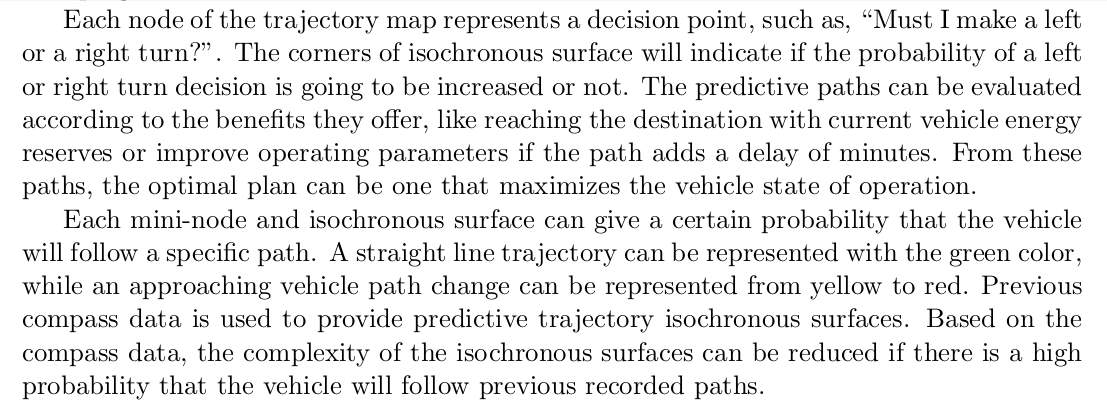 Each node of the trajectory map represents a decision point, such as, “Must I make a left
or a right turn?”. The corners of isochronous surface will indicate if the probability of a left
or right turn decision is going to be increased or not. The predictive paths can be evaluated
according to the benefits they offer, like reaching the destination with current vehicle energy
reserves or improve operating parameters if the path adds a delay of minutes. From these
paths, the optimal plan can be one that maximizes the vehicle state of operation.
Each mini-node and isochronous surface can give a certain probability that the vehicle
will follow a specific path. A straight line trajectory can be represented with the green color,
while an approaching vehicle path change can be represented from yellow to red. Previous
compass data is used to provide predictive trajectory isochronous surfaces. Based on the
compass data, the complexity of the isochronous surfaces can be reduced if there is a high
probability that the vehicle will follow previous recorded paths.